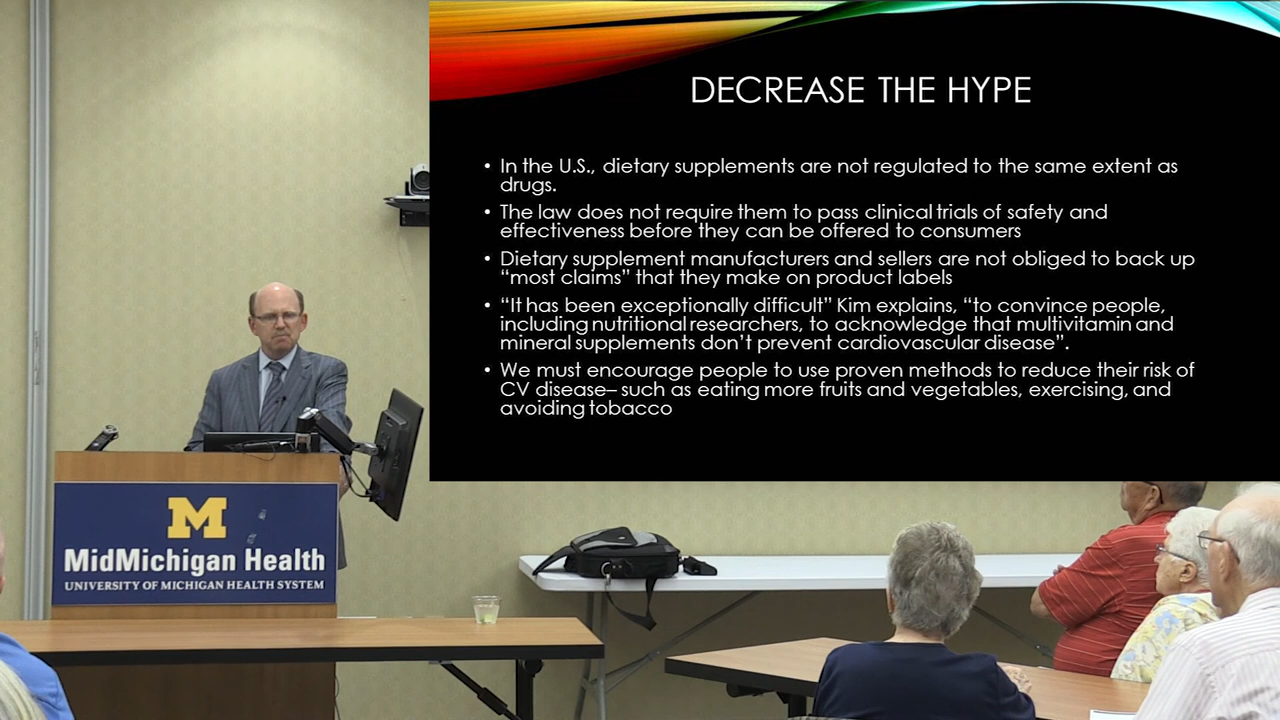 DECREASE THE HYPE
• In the U.S., dietary supplements are not regulated to the same extent as
drugs.
• The law does not require them to pass clinical trials of safety and
effectiveness before they can be offered to consumers
• Dietary supplement manufacturers and sellers are not obliged to back up
“most claims” that they make on product labels
• “It has been exceptionally difficult” Kim explains, “to convince people,
including nutritional researchers, to acknowledge that multivitamin and
mineral supplements don’t prevent cardiovascular disease”.
• We must encourage people to use proven methods to reduce their risk of
CV disease– such as eating more fruits and vegetables, exercising, and
avoiding tobacco
M
MidMichigan Health
UNIVERSITY OF MICHIGAN HEALTH SYSTEM